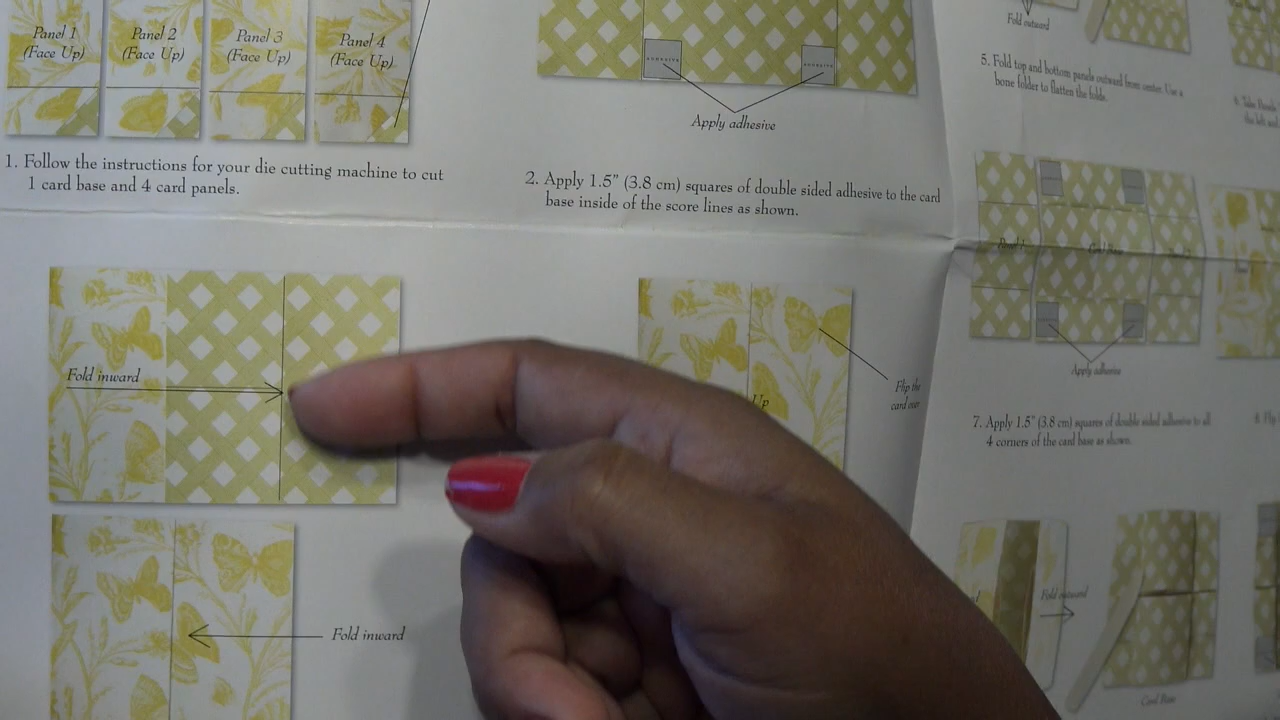 Panel 1
(Face Up)
Panel 2
(Face Up)
Panel 3
(Face Up)
Panel 4
(Face Up)
1. Follow the instructions for your die cutting machine to cut
1 card base and 4 card panels.
Apply adhesive
2. Apply 1.5" (3.8 cm) squares of double sided adhesive to the card
base inside of the score lines as shown.
Fold outward
5. Fold top and bottom panels outward from center. Use a
bone folder to flatten the folds.
Fold inward
Up
Flip the
card over
Fold inward
Card Base
Apply adhesive
7. Apply 1.5" (3.8 cm) squares of double sided adhesive to all
4 corners of the card base as shown.
Fold outward
Card Base